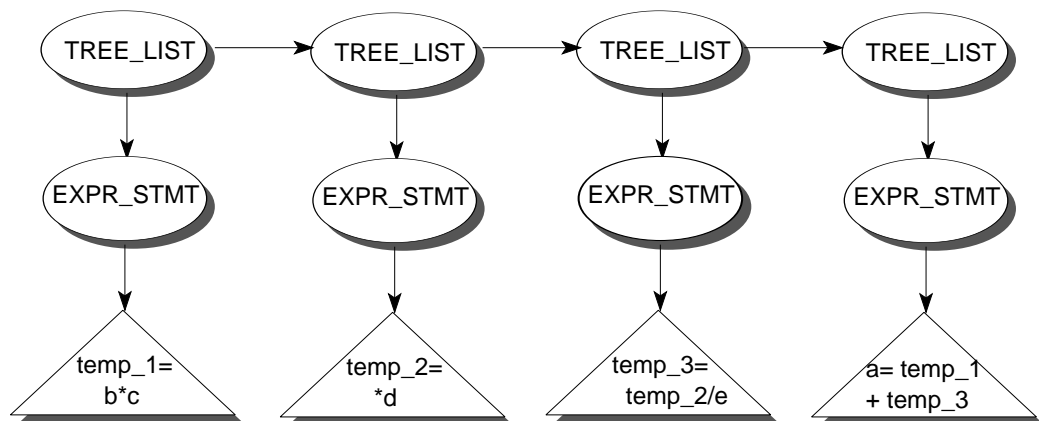 TREE_LIST TREE_LIST TREE_LIST TREE_LIST
EXPR_STMT EXPR_STMT EXPR_STMT EXPR_STMT
temp_1=
b*c
temp_2=
*d
temp_3=
temp_2/e
a= temp_1
+ temp_3